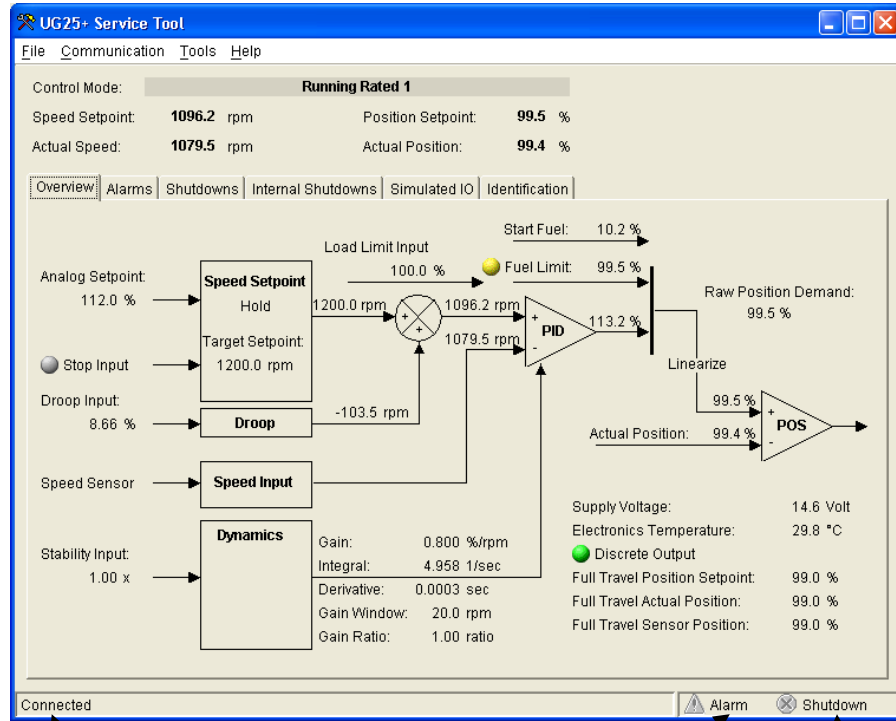 UG25+ Service Tool
File Communication Tools Help
Control Mode: Running Rated 1
Speed Setpoint: 1096.2 rpm Position Setpoint: 99.5 %
Actual Speed: 1079.5 rpm Actual Position: 99.4 %
Overview Alarms Shutdowns Internal Shutdowns Simulated IO Identification
Start Fuel: 10.2 %
Load Limit Input
100.0 %
Fuel Limit: 99.5 %
Analog Setpoint:
112.0 %
Speed Setpoint
Hold
Target Setpoint:
1200.0 rpm
1200.0 rpm
+
+
1096.2 rpm
1079.5 rpm
+
PID
-
113.2 %
Raw Position Demand:
99.5 %
Linearize
Stop Input
Droop Input:
8.66 %
Droop
-103.5 rpm
99.5 %
+
POS
-
Actual Position: 99.4 %
Speed Sensor
Speed Input
Stability Input:
1.00 x
Dynamics
Gain: 0.800 %/rpm
Integral: 4.958 1/sec
Derivative: 0.0003 sec
Gain Window: 20.0 rpm
Gain Ratio: 1.00 ratio
Supply Voltage: 14.6 Volt
Electronics Temperature: 29.8 °C
Discrete Output
Full Travel Position Setpoint: 99.0 %
Full Travel Actual Position: 99.0 %
Full Travel Sensor Position: 99.0 %
Connected Alarm Shutdown